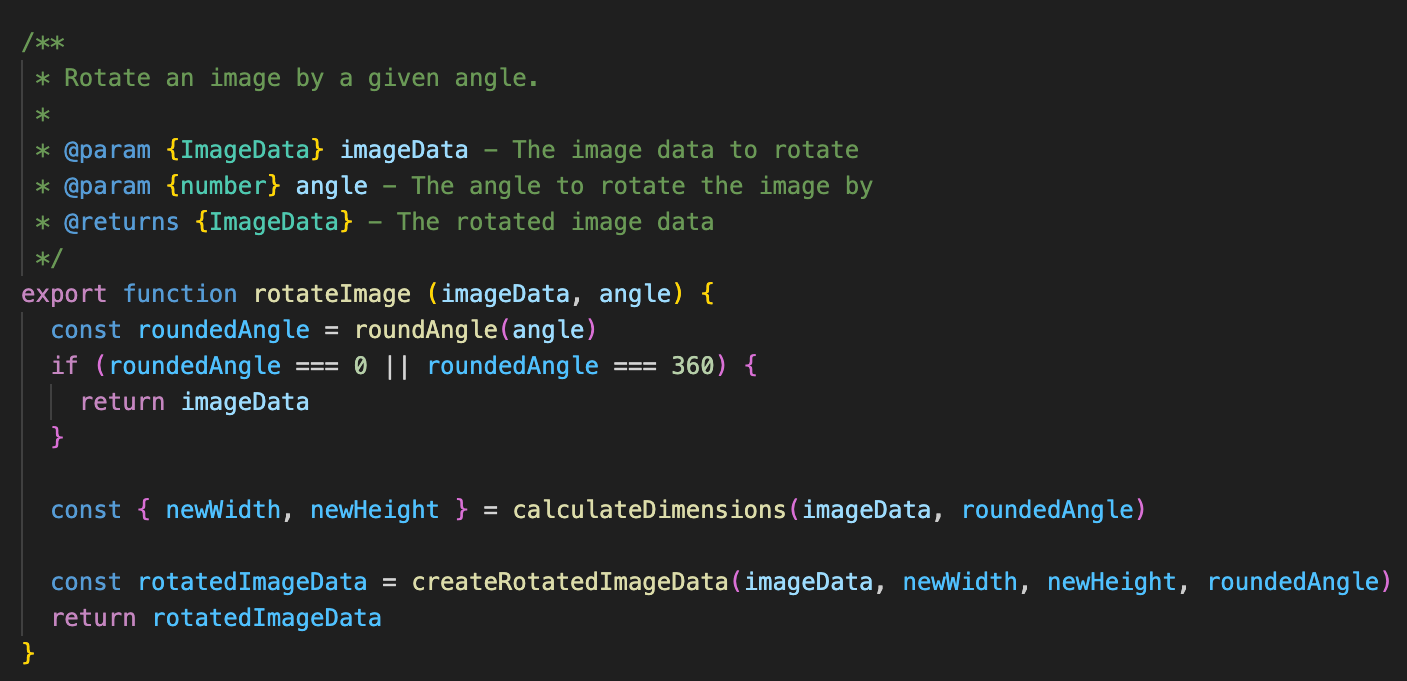 /**
 * Rotate an image by a given angle.
 *
 * @param {ImageData} imageData - The image data to rotate
 * @param {number} angle - The angle to rotate the image by
 * @returns {ImageData} - The rotated image data
 */
export function rotateImage (imageData, angle) {
  const roundedAngle = roundAngle(angle)
  if (roundedAngle === 0 || roundedAngle === 360) {
    return imageData
  }

  const { newWidth, newHeight } = calculateDimensions(imageData, roundedAngle)

  const rotatedImageData = createRotatedImageData(imageData, newWidth, newHeight, roundedAngle)
  return rotatedImageData
}